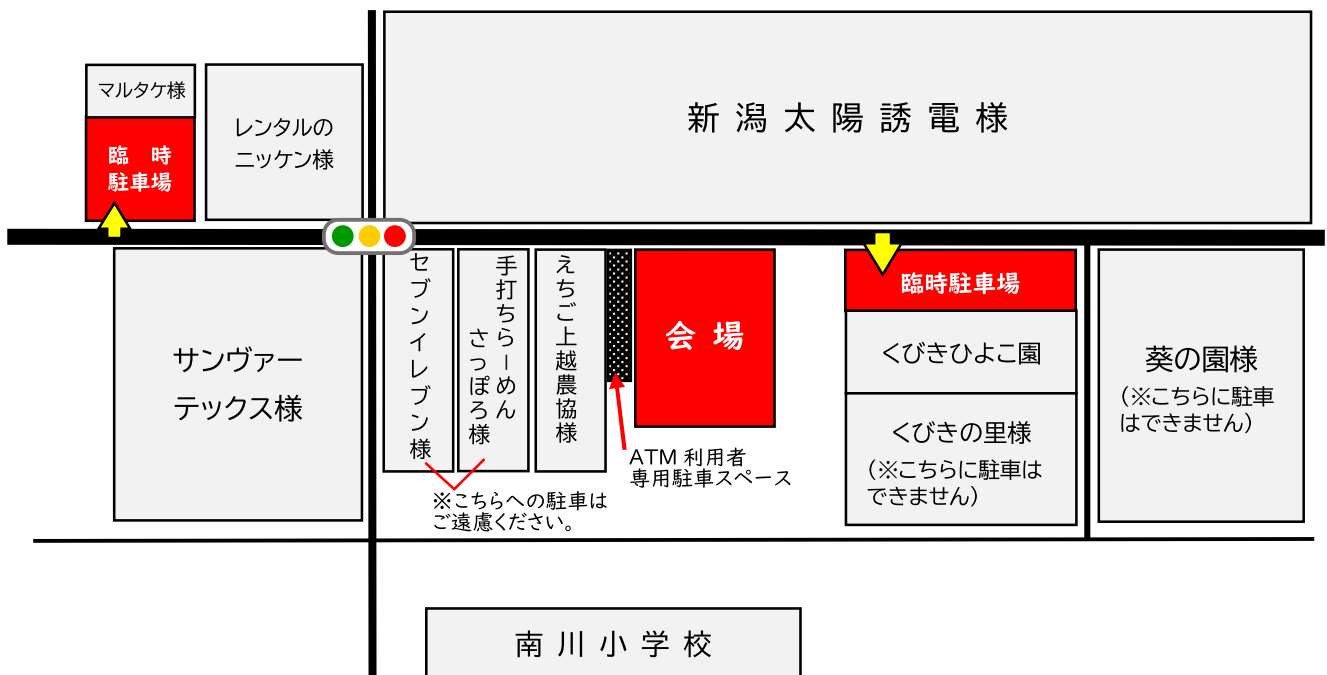 マルタケ様
臨　時
駐車場
レンタルの
ニッケン様
新潟太陽誘電様
サンヴァー
テックス様
セブンイレブン様
手打ちらーめん
さっぽろ様
えちご上越農協様
会場
臨時駐車場
くびきひよこ園
くびきの里様
（※こちらに駐車は
できません）
葵の園様
（※こちらに駐車
はできません）
ATM利用者
専用駐車スペース
※こちらへの駐車は
ご遠慮ください。
南川小学校